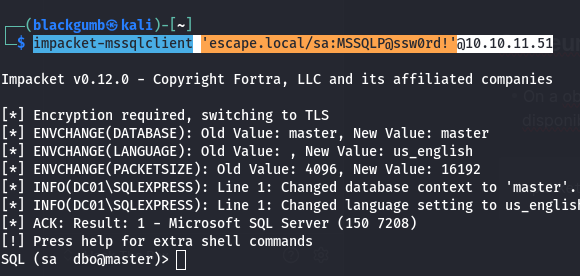 (blackgumb㉿kali)-[~]
$ impacket-mssqlclient 'escape.local/sa:MSSQLP@ssw0rd!'@10.10.11.51
Impacket v0.12.0 - Copyright Fortra, LLC and its affiliated companies
[*] Encryption required, switching to TLS
[*] ENVCHANGE(DATABASE): Old Value: master, New Value: master
[*] ENVCHANGE(LANGUAGE): Old Value: , New Value: us_english
[*] ENVCHANGE(PACKETSIZE): Old Value: 4096, New Value: 16192
[*] INFO(DC01\SQLEXPRESS): Line 1: Changed database context to 'master'.
[*] INFO(DC01\SQLEXPRESS): Line 1: Changed language setting to us_english
[*] ACK: Result: 1 - Microsoft SQL Server (150 7208)
[!] Press help for extra shell commands
SQL (sa  dbo@master)>